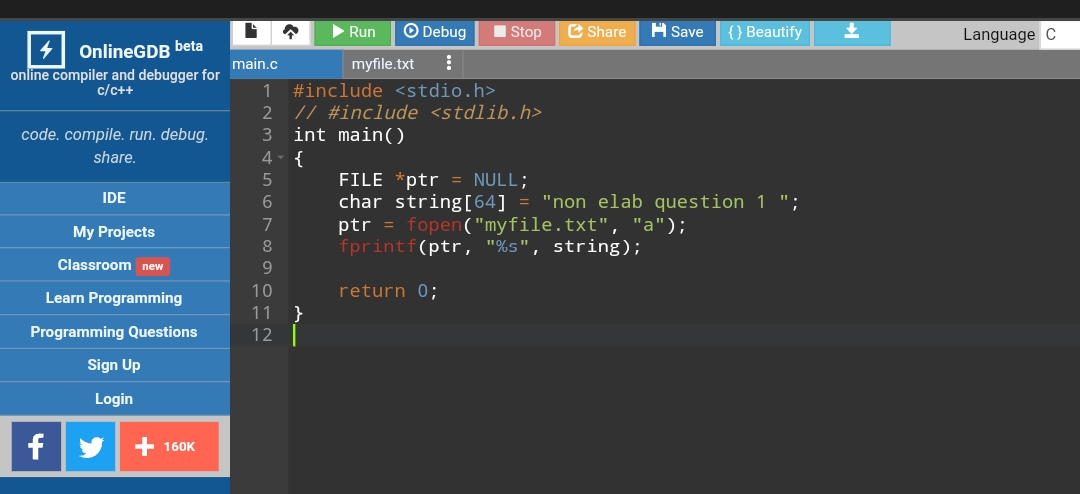 OnlineGDB beta
online compiler and debugger for
c/c++
code. compile. run. debug.
share.
IDE
My Projects
Classroom new
Learn Programming
Programming Questions
Sign Up
Login
f
+ 160K
Run Debug Stop Share Save { } Beautify Language C
main.c myfile.txt
1 #include <stdio.h>
2 // #include <stdlib.h>
3 int main()
4 {
5 FILE *ptr = NULL;
6 char string[64] = "non elab question 1 ";
7 ptr = fopen("myfile.txt", "a");
8 fprintf(ptr, "%s", string);
9
10 return 0;
11 }
12